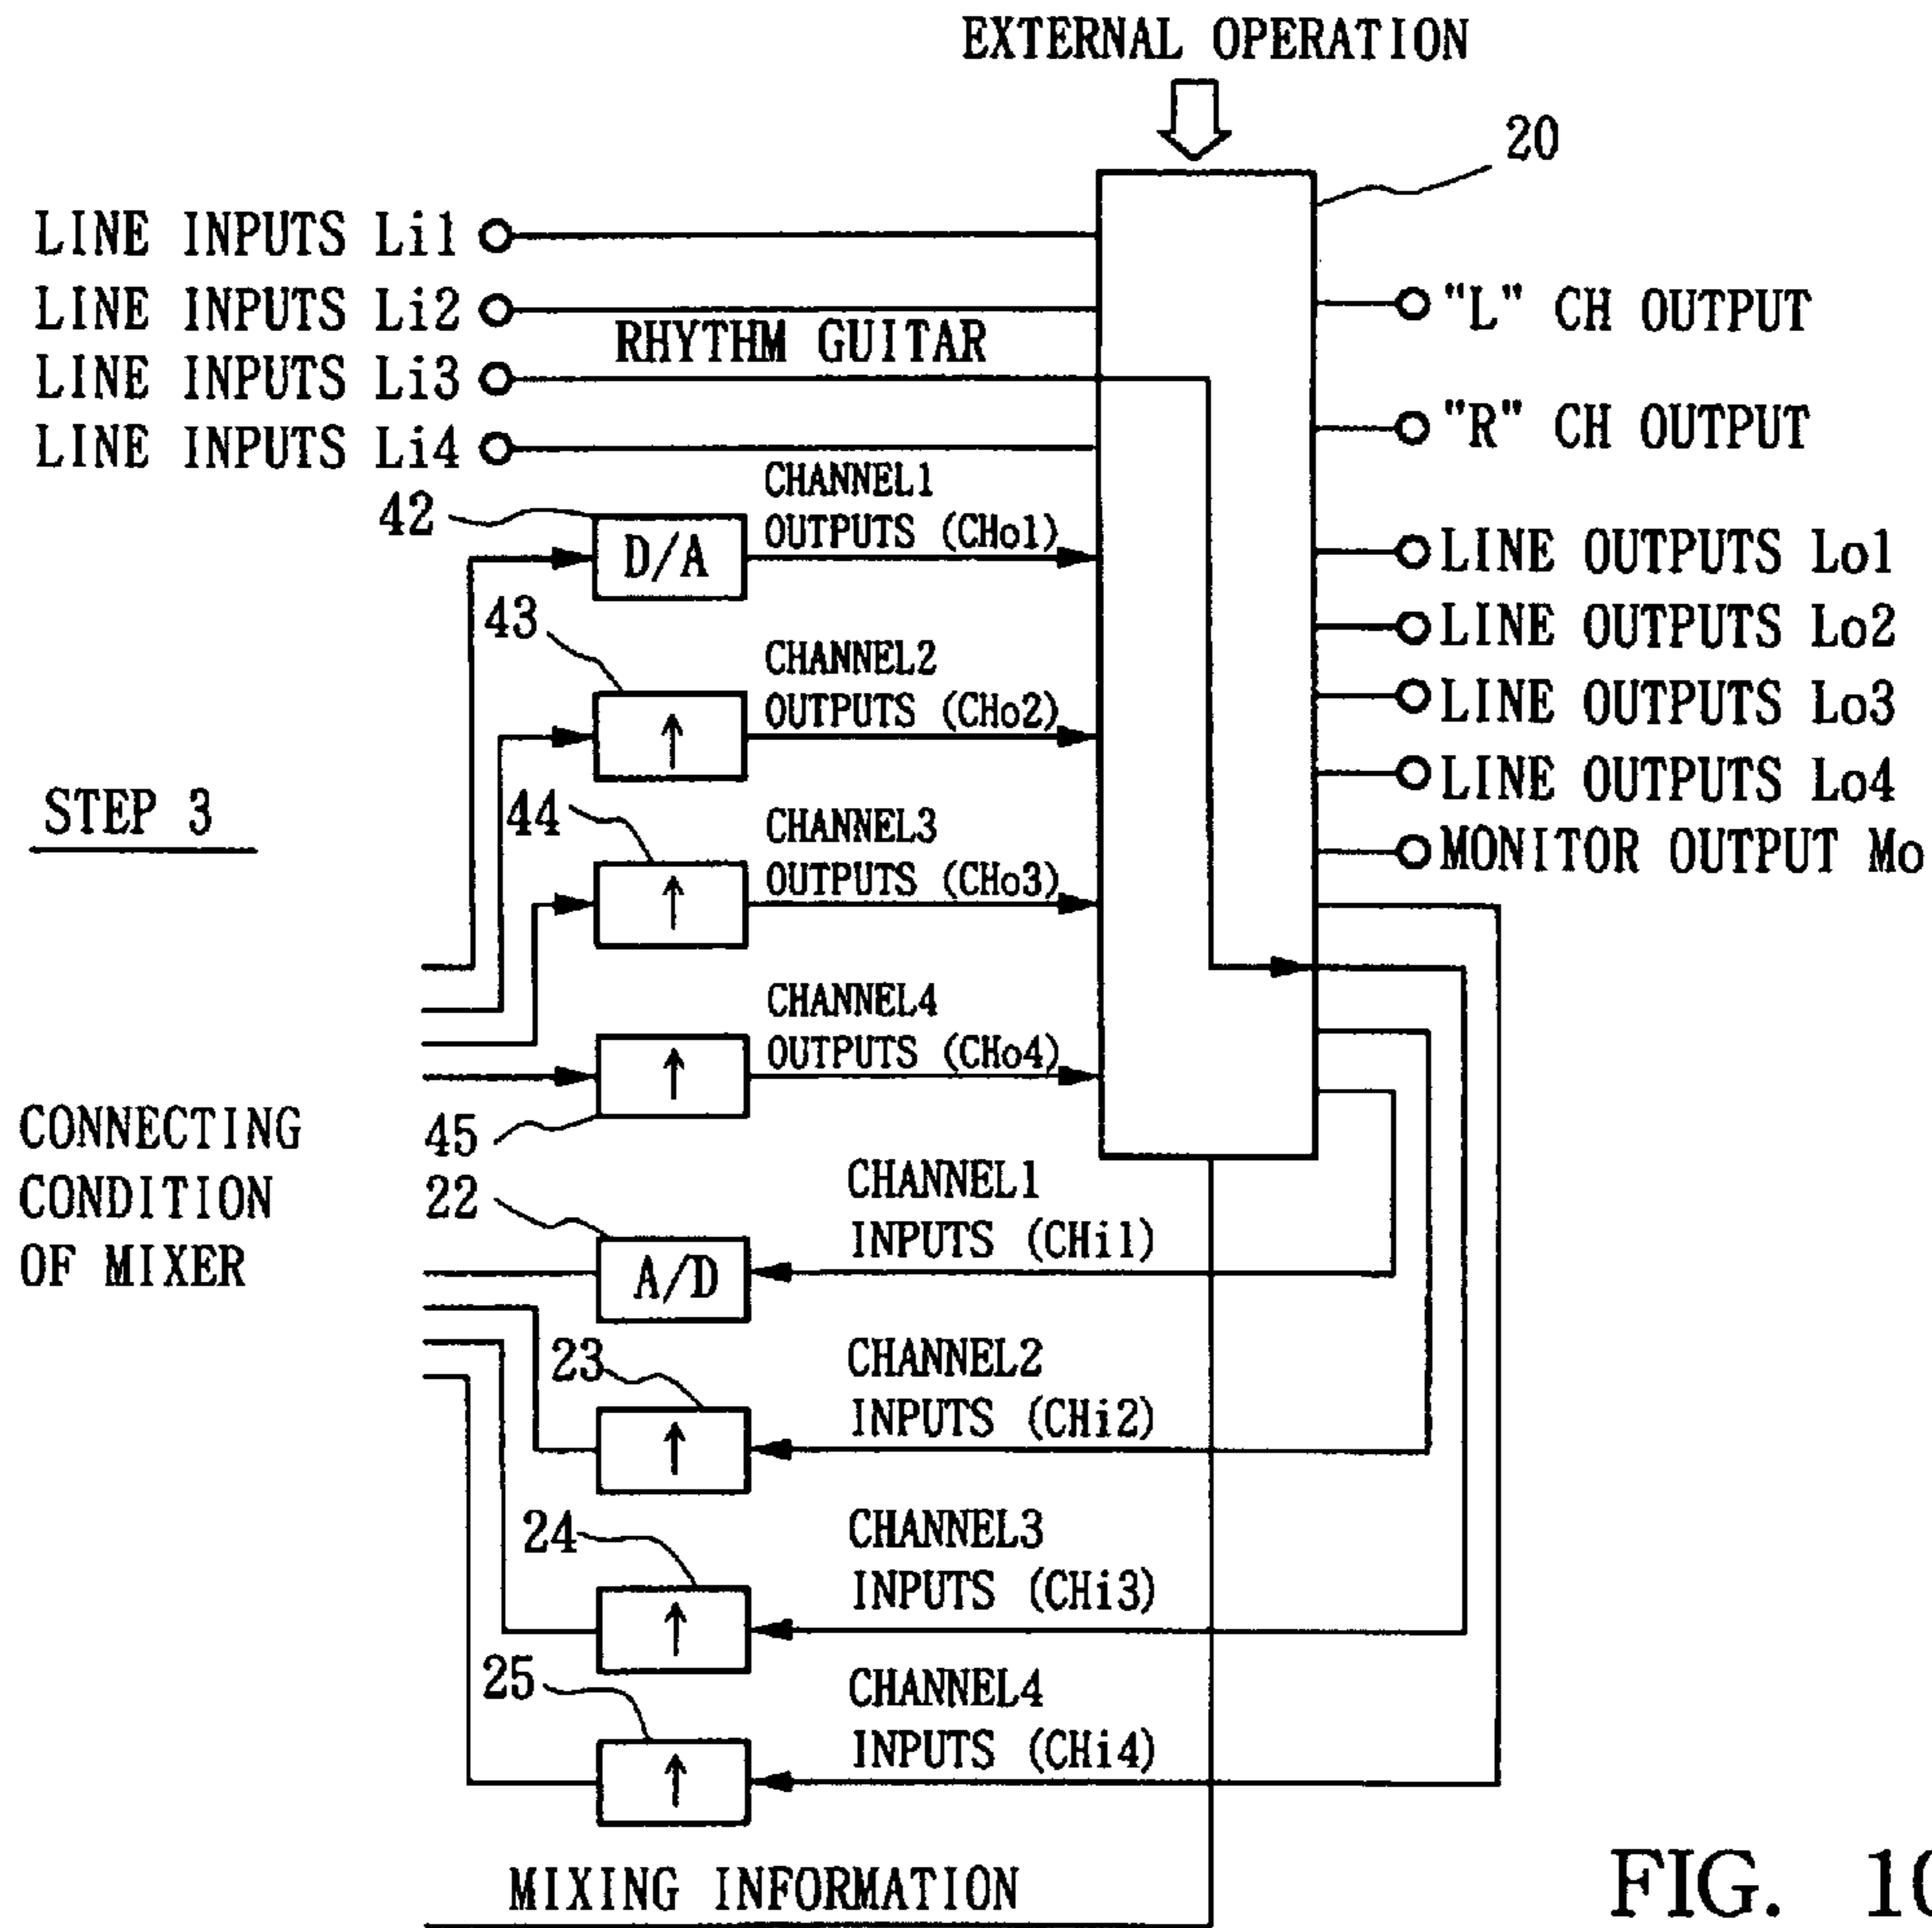 EXTERNAL OPERATION
20
LINE INPUTS Li1
LINE INPUTS Li2
LINE INPUTS Li3
LINE INPUTS Li4
RHYTHM GUITAR
"L" CH OUTPUT
"R" CH OUTPUT
LINE OUTPUTS Lo1
LINE OUTPUTS Lo2
LINE OUTPUTS Lo3
LINE OUTPUTS Lo4
MONITOR OUTPUT Mo
42
D/A
CHANNEL1
OUTPUTS (CHo1)
43
↑
CHANNEL2
OUTPUTS (CHo2)
STEP 3
44
↑
CHANNEL3
OUTPUTS (CHo3)
↑
CHANNEL4
OUTPUTS (CHo4)
45
CONNECTING
CONDITION
OF MIXER
22
A/D
CHANNEL1
INPUTS (CHi1)
23
↑
CHANNEL2
INPUTS (CHi2)
24
↑
CHANNEL3
INPUTS (CHi3)
25
↑
CHANNEL4
INPUTS (CHi4)
MIXING INFORMATION
FIG. 10